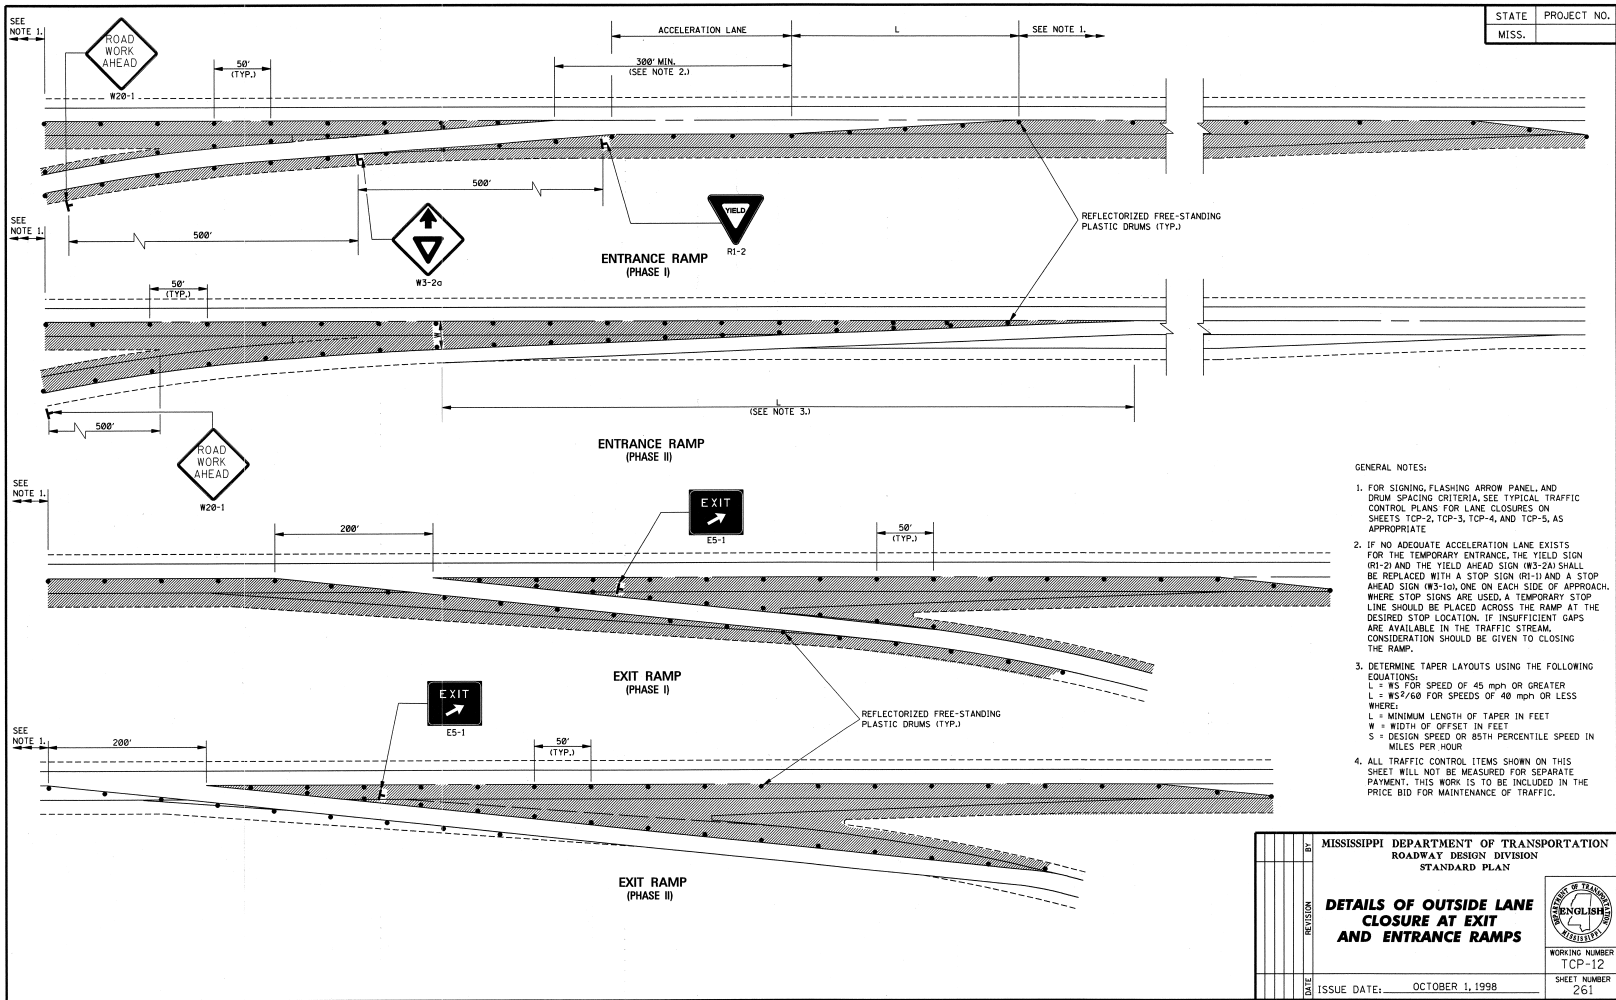 STATE PROJECT NO.
MISS.
SEE
NOTE 1.
ROAD
WORK
AHEAD
W20-1
50'
(TYP.)
ACCELERATION LANE
L
SEE NOTE 1.
300' MIN.
(SEE NOTE 2.)
500'
500'
YIELD
R1-2
W3-2a
REFLECTORIZED FREE-STANDING
PLASTIC DRUMS (TYP.)
ENTRANCE RAMP
(PHASE I)
SEE
NOTE 1.
50'
(TYP.)
W
L
(SEE NOTE 3.)
500'
ROAD
WORK
AHEAD
W20-1
ENTRANCE RAMP
(PHASE II)
SEE
NOTE 1.
200'
EXIT
E5-1
50'
(TYP.)
EXIT RAMP
(PHASE I)
REFLECTORIZED FREE-STANDING
PLASTIC DRUMS (TYP.)
SEE
NOTE 1.
200'
EXIT
E5-1
50'
(TYP.)
EXIT RAMP
(PHASE II)
GENERAL NOTES:
1. FOR SIGNING, FLASHING ARROW PANEL, AND
DRUM SPACING CRITERIA, SEE TYPICAL TRAFFIC
CONTROL PLANS FOR LANE CLOSURES ON
SHEETS TCP-2, TCP-3, TCP-4, AND TCP-5, AS
APPROPRIATE
2. IF NO ADEQUATE ACCELERATION LANE EXISTS
FOR THE TEMPORARY ENTRANCE, THE YIELD SIGN
(R1-2) AND THE YIELD AHEAD SIGN (W3-2A) SHALL
BE REPLACED WITH A STOP SIGN (R1-1) AND A STOP
AHEAD SIGN (W3-1a), ONE ON EACH SIDE OF APPROACH.
WHERE STOP SIGNS ARE USED, A TEMPORARY STOP
LINE SHOULD BE PLACED ACROSS THE RAMP AT THE
DESIRED STOP LOCATION. IF INSUFFICIENT GAPS
ARE AVAILABLE IN THE TRAFFIC STREAM,
CONSIDERATION SHOULD BE GIVEN TO CLOSING
THE RAMP.
3. DETERMINE TAPER LAYOUTS USING THE FOLLOWING
EQUATIONS:
L = WS FOR SPEED OF 45 mph OR GREATER
L = WS²/60 FOR SPEEDS OF 40 mph OR LESS
WHERE:
L = MINIMUM LENGTH OF TAPER IN FEET
W = WIDTH OF OFFSET IN FEET
S = DESIGN SPEED OR 85TH PERCENTILE SPEED IN
MILES PER HOUR
4. ALL TRAFFIC CONTROL ITEMS SHOWN ON THIS
SHEET WILL NOT BE MEASURED FOR SEPARATE
PAYMENT. THIS WORK IS TO BE INCLUDED IN THE
PRICE BID FOR MAINTENANCE OF TRAFFIC.
BY
REVISION
DATE
MISSISSIPPI DEPARTMENT OF TRANSPORTATION
ROADWAY DESIGN DIVISION
STANDARD PLAN
DETAILS OF OUTSIDE LANE
CLOSURE AT EXIT
AND ENTRANCE RAMPS
DEPARTMENT OF TRANSPORTATION
ENGLISH
MISSISSIPPI
WORKING NUMBER
TCP-12
ISSUE DATE: OCTOBER 1, 1998
SHEET NUMBER
261